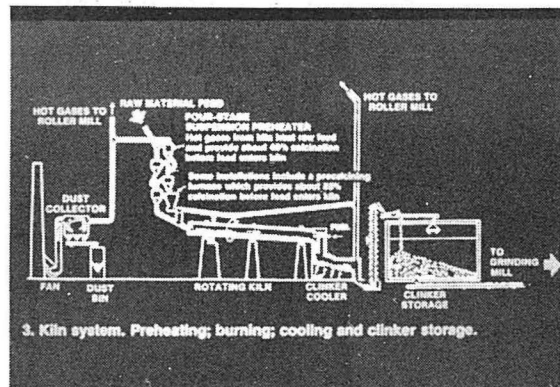 HOT GASES TO
ROLLER MILL
RAW MATERIAL FEED
FOUR-STAGE
SUSPENSION PREHEATER
Hot gases from kiln heat raw feed
and provide about 40% calcination
before feed enters kiln
Some installations include a precalcining
furnace which provides about
calcination before feed enters kiln
HOT GASES TO
ROLLER MILL
DUST
COLLECTOR
FAN
DUST
BIN
ROTATING KILN
CLINKER
COOLER
CLINKER
STORAGE
TO
GRINDING
MILL
3. Kiln system. Preheating; burning; cooling and clinker storage.